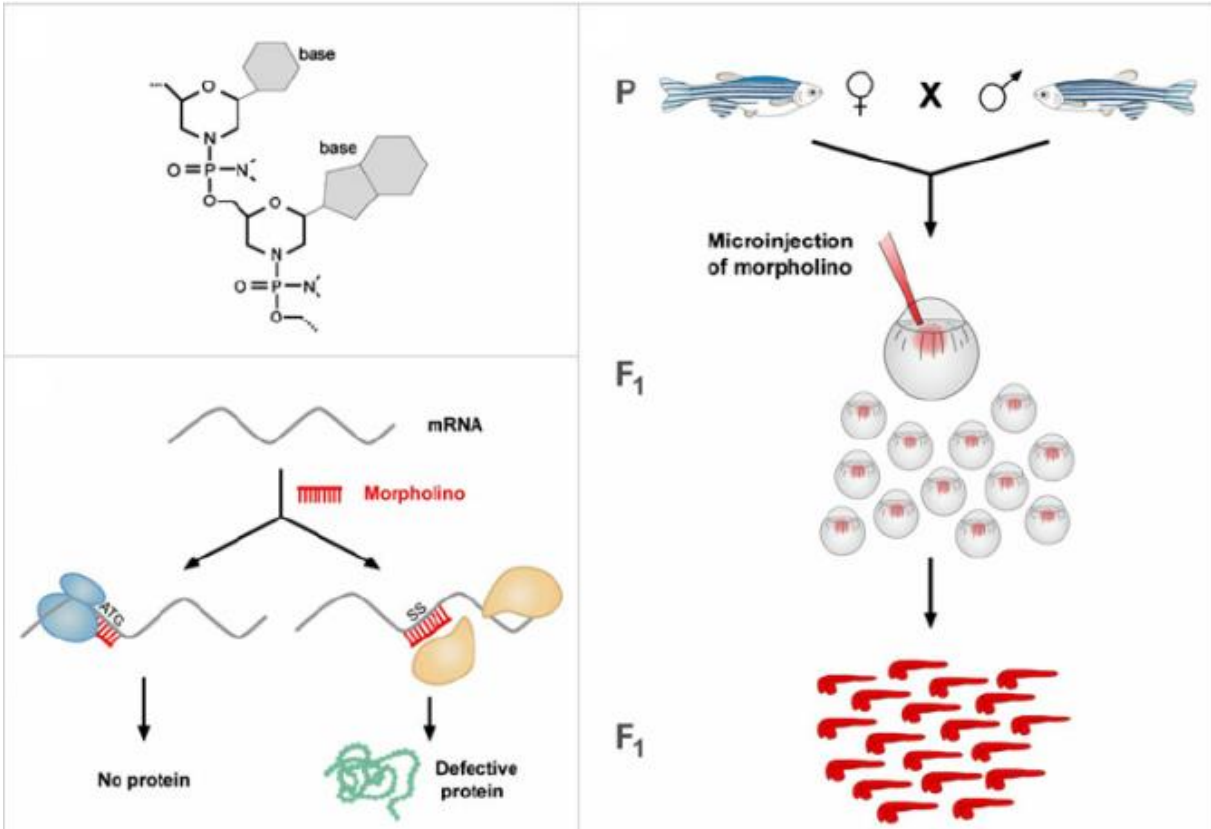 base
O
N
O=P-N
base
O
O
N
O=P-N
O
mRNA
Morpholino
ATG
SS
No protein
Defective
protein
P
♀ X ♂
Microinjection
of morpholino
F₁
F₁